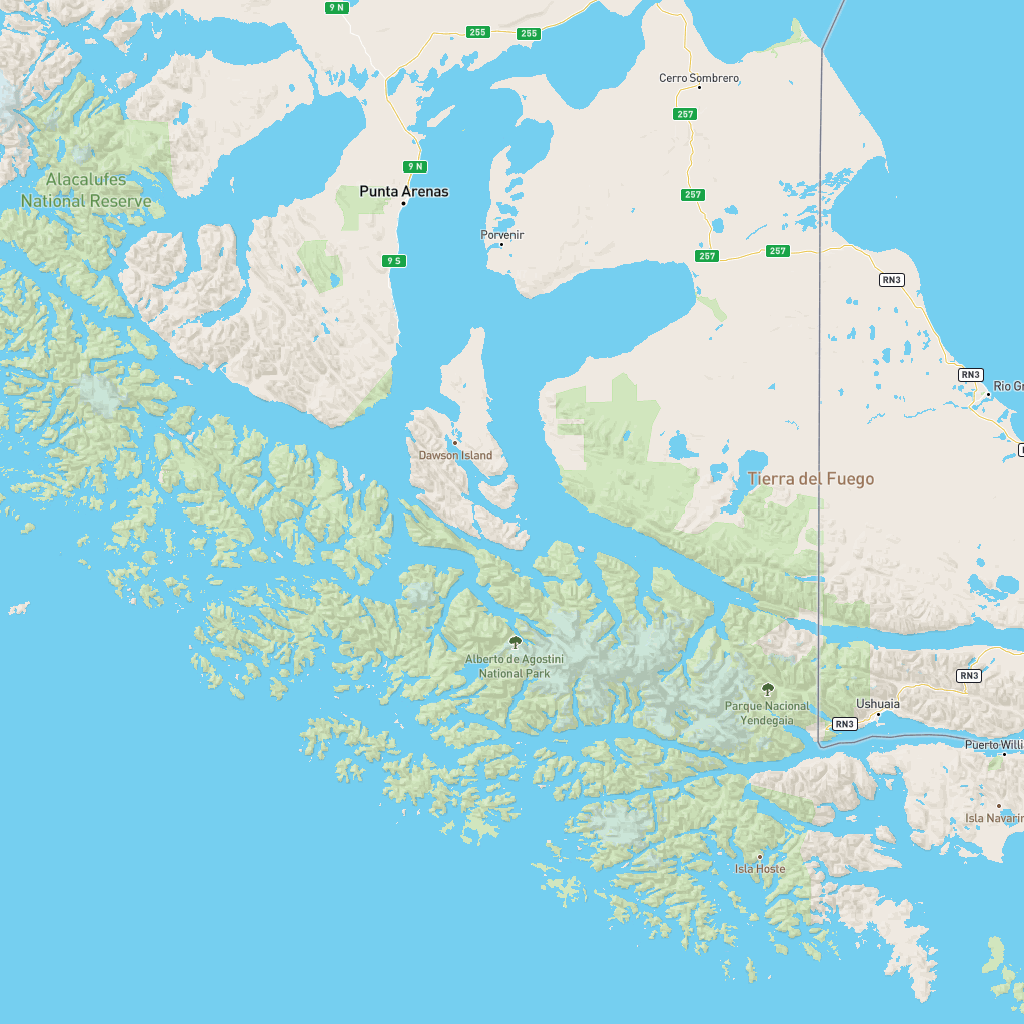 9 N
255
255
Cerro Sombrero
257
9 N
Alacalufes
National Reserve
Punta Arenas
257
Porvenir
257
257
9 S
RN3
RN3
Rio Gr
Dawson Island
Tierra del Fuego
Alberto de Agostini
National Park
RN3
Parque Nacional
Yendegaia
Ushuaia
RN3
Puerto Willi
Isla Navarin
Isla Hoste